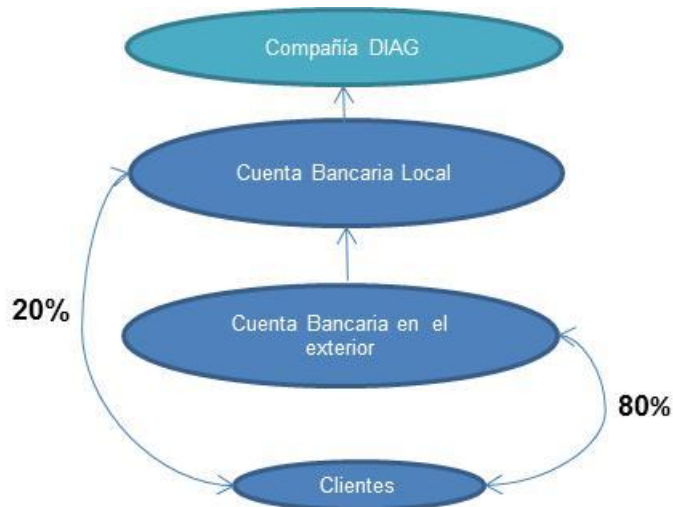 Compañía DIAG
Cuenta Bancaria Local
20%
Cuenta Bancaria en el
exterior
80%
Clientes